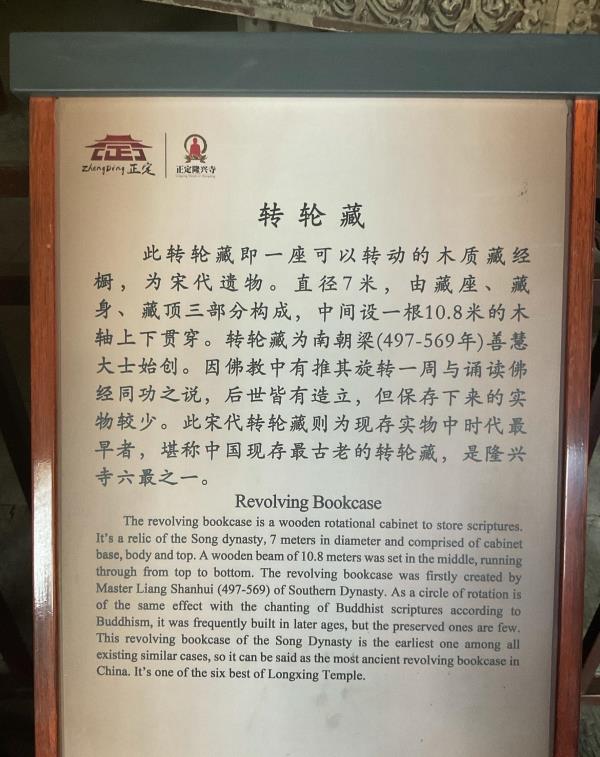 Zhengding 正定
正定隆兴寺
转轮藏
此转轮藏即一座可以转动的木质藏经
橱，为宋代遗物。直径7米，由藏座、藏
身、藏顶三部分构成，中间设一根10.8米的木
轴上下贯穿。转轮藏为南朝梁(497-569年)善慧
大士始创。因佛教中有推其旋转一周与诵读佛
经同功之说，后世皆有造立，但保存下来的实
物较少。此宋代转轮藏则为现存实物中时代最
早者，堪称中国现存最古老的转轮藏，是隆兴
寺六最之一。
Revolving Bookcase
The revolving bookcase is a wooden rotational cabinet to store scriptures.
It's a relic of the Song dynasty, 7 meters in diameter and comprised of cabinet
base, body and top. A wooden beam of 10.8 meters was set in the middle, running
through from top to bottom. The revolving bookcase was firstly created by
Master Liang Shanhui (497-569) of Southern Dynasty. As a circle of rotation is
of the same effect with the chanting of Buddhist scriptures according to
Buddhism, it was frequently built in later ages, but the preserved ones are few.
This revolving bookcase of the Song Dynasty is the earliest one among all
existing similar cases, so it can be said as the most ancient revolving bookcase in
China. It's one of the six best of Longxing Temple.